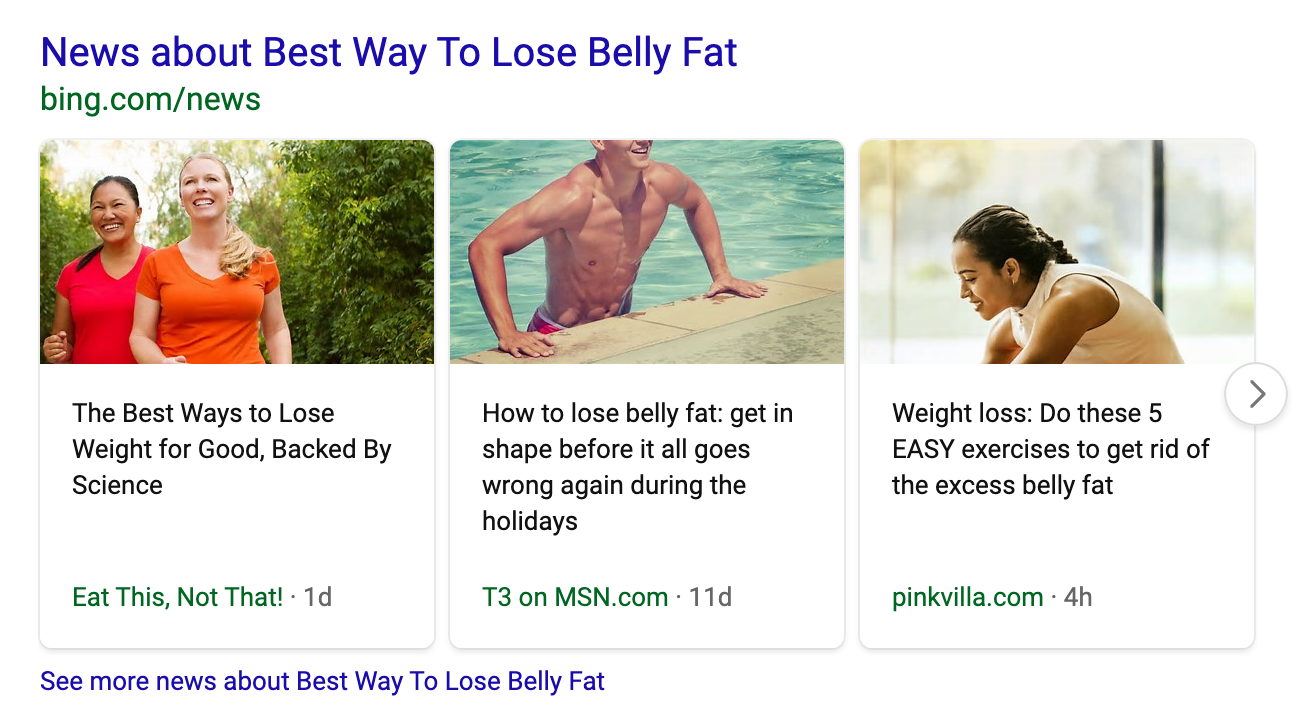 News about Best Way To Lose Belly Fat
bing.com/news
The Best Ways to Lose
Weight for Good, Backed By
Science
Eat This, Not That! · 1d
How to lose belly fat: get in
shape before it all goes
wrong again during the
holidays
T3 on MSN.com · 11d
Weight loss: Do these 5
EASY exercises to get rid of
the excess belly fat
pinkvilla.com · 4h
See more news about Best Way To Lose Belly Fat